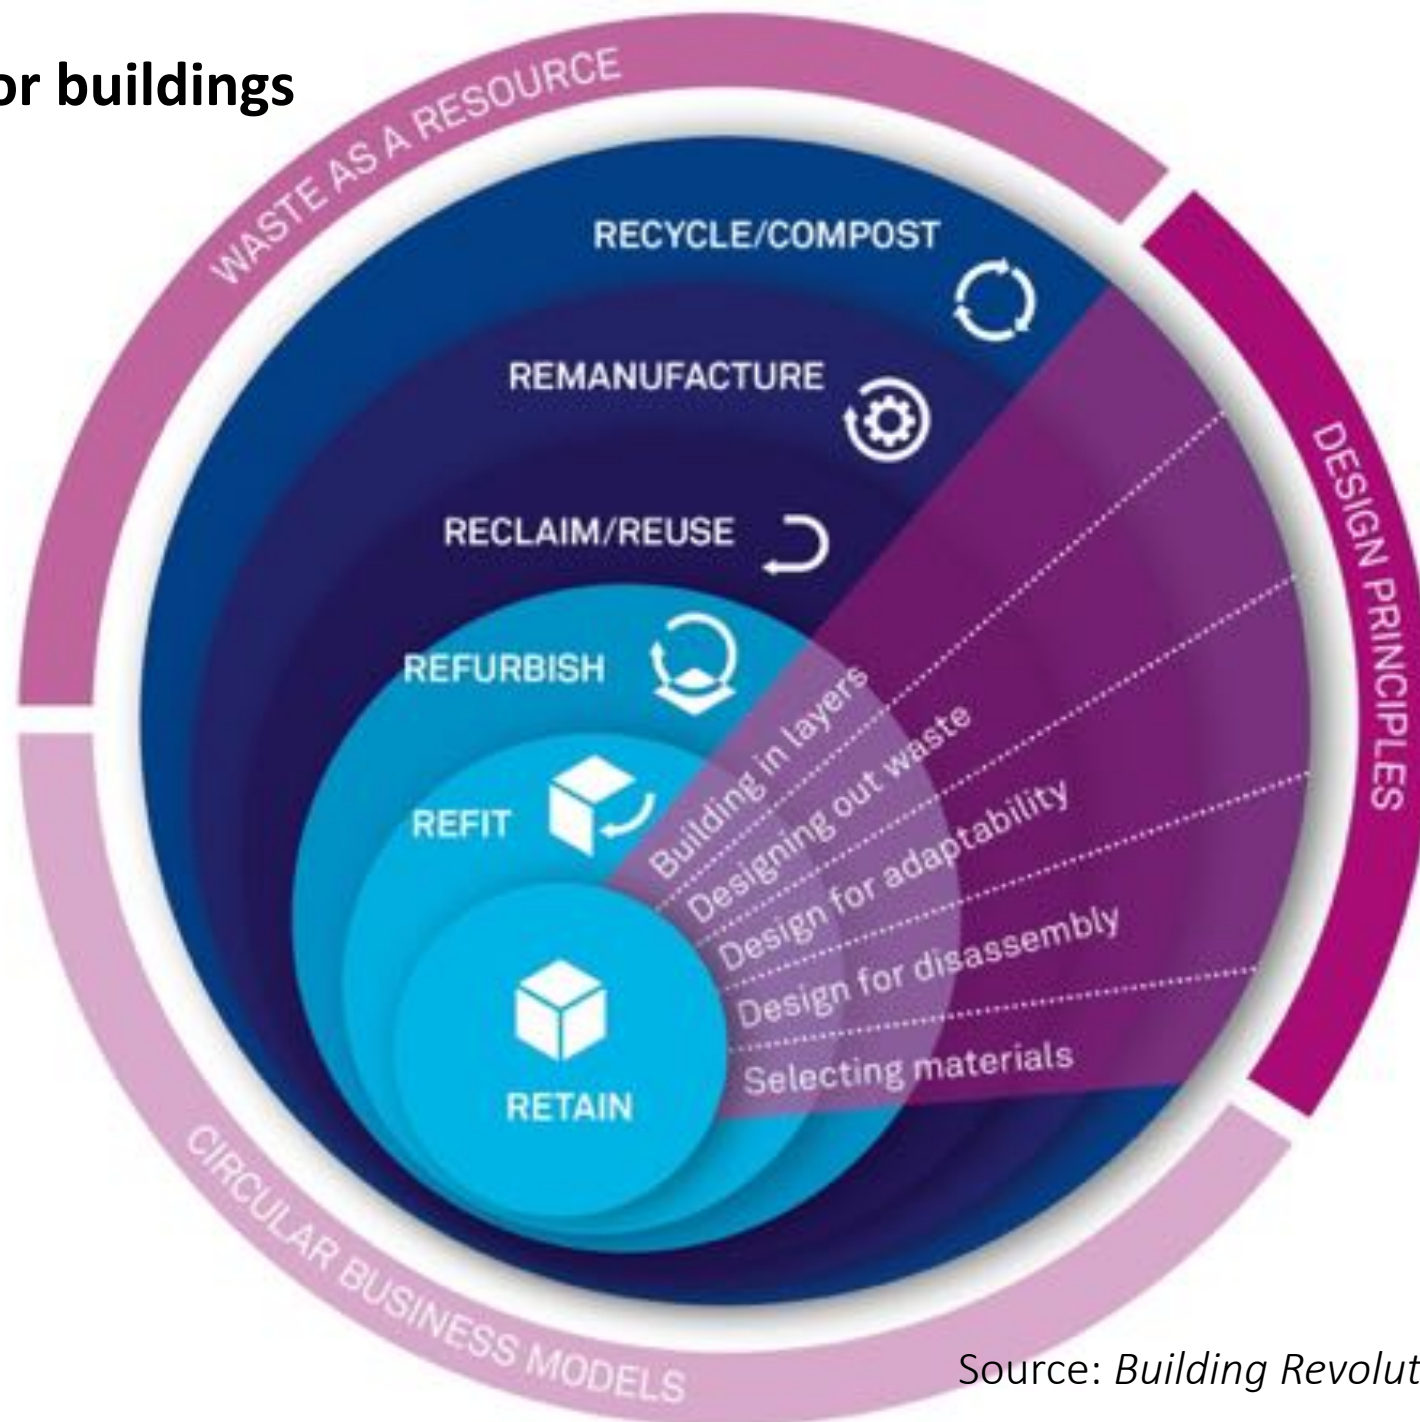 or buildings
WASTE AS A RESOURCE
RECYCLE/COMPOST
REMANUFACTURE
RECLAIM/REUSE
REFURBISH
REFIT
RETAIN
Building in layers
Designing out waste
Design for adaptability
Design for disassembly
Selecting materials
DESIGN PRINCIPLES
CIRCULAR BUSINESS MODELS
Source: Building Revolut